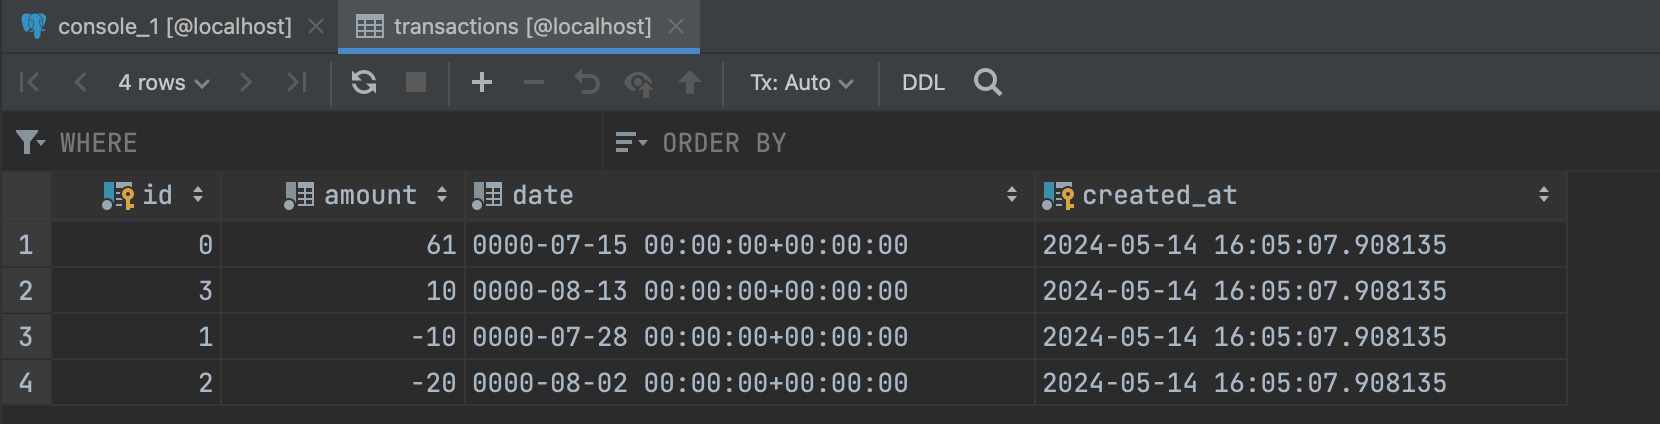 console_1 [@localhost] transactions [@localhost]
4 rows Tx: Auto DDL
WHERE ORDER BY
id amount date created_at
1 0 61 0000-07-15 00:00:00+00:00:00 2024-05-14 16:05:07.908135
2 3 10 0000-08-13 00:00:00+00:00:00 2024-05-14 16:05:07.908135
3 1 -10 0000-07-28 00:00:00+00:00:00 2024-05-14 16:05:07.908135
4 2 -20 0000-08-02 00:00:00+00:00:00 2024-05-14 16:05:07.908135